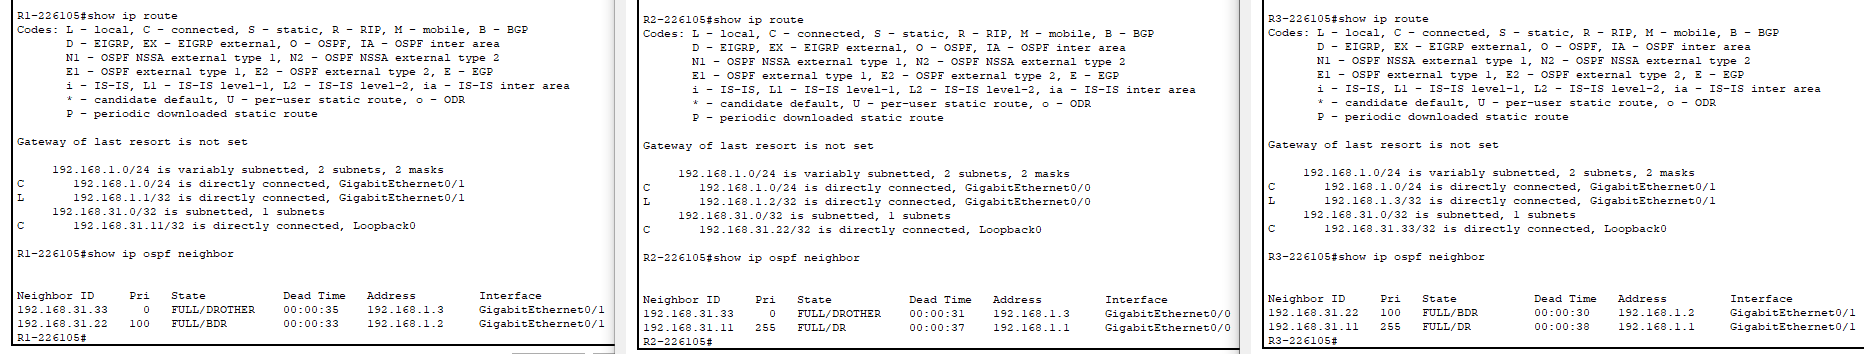 R1-226105#show ip route
Codes: L - local, C - connected, S - static, R - RIP, M - mobile, B - BGP
       D - EIGRP, EX - EIGRP external, O - OSPF, IA - OSPF inter area
       N1 - OSPF NSSA external type 1, N2 - OSPF NSSA external type 2
       E1 - OSPF external type 1, E2 - OSPF external type 2, E - EGP
       i - IS-IS, L1 - IS-IS level-1, L2 - IS-IS level-2, ia - IS-IS inter area
       * - candidate default, U - per-user static route, o - ODR
       P - periodic downloaded static route
Gateway of last resort is not set
     192.168.1.0/24 is variably subnetted, 2 subnets, 2 masks
C       192.168.1.0/24 is directly connected, GigabitEthernet0/1
L       192.168.1.1/32 is directly connected, GigabitEthernet0/1
     192.168.31.0/32 is subnetted, 1 subnets
C       192.168.31.11/32 is directly connected, Loopback0
R1-226105#show ip ospf neighbor
Neighbor ID     Pri   State           Dead Time   Address         Interface
192.168.31.33     0   FULL/DROTHER    00:00:35    192.168.1.3     GigabitEthernet0/1
192.168.31.22   100   FULL/BDR        00:00:33    192.168.1.2     GigabitEthernet0/1
R1-226105#
R2-226105#show ip route
Codes: L - local, C - connected, S - static, R - RIP, M - mobile, B - BGP
       D - EIGRP, EX - EIGRP external, O - OSPF, IA - OSPF inter area
       N1 - OSPF NSSA external type 1, N2 - OSPF NSSA external type 2
       E1 - OSPF external type 1, E2 - OSPF external type 2, E - EGP
       i - IS-IS, L1 - IS-IS level-1, L2 - IS-IS level-2, ia - IS-IS inter area
       * - candidate default, U - per-user static route, o - ODR
       P - periodic downloaded static route
Gateway of last resort is not set
     192.168.1.0/24 is variably subnetted, 2 subnets, 2 masks
C       192.168.1.0/24 is directly connected, GigabitEthernet0/0
L       192.168.1.2/32 is directly connected, GigabitEthernet0/0
     192.168.31.0/32 is subnetted, 1 subnets
C       192.168.31.22/32 is directly connected, Loopback0
R2-226105#show ip ospf neighbor
Neighbor ID     Pri   State           Dead Time   Address         Interface
192.168.31.33     0   FULL/DROTHER    00:00:31    192.168.1.3     GigabitEthernet0/0
192.168.31.11   255   FULL/DR         00:00:37    192.168.1.1     GigabitEthernet0/0
R2-226105#
R3-226105#show ip route
Codes: L - local, C - connected, S - static, R - RIP, M - mobile, B - BGP
       D - EIGRP, EX - EIGRP external, O - OSPF, IA - OSPF inter area
       N1 - OSPF NSSA external type 1, N2 - OSPF NSSA external type 2
       E1 - OSPF external type 1, E2 - OSPF external type 2, E - EGP
       i - IS-IS, L1 - IS-IS level-1, L2 - IS-IS level-2, ia - IS-IS inter area
       * - candidate default, U - per-user static route, o - ODR
       P - periodic downloaded static route
Gateway of last resort is not set
     192.168.1.0/24 is variably subnetted, 2 subnets, 2 masks
C       192.168.1.0/24 is directly connected, GigabitEthernet0/1
L       192.168.1.3/32 is directly connected, GigabitEthernet0/1
     192.168.31.0/32 is subnetted, 1 subnets
C       192.168.31.33/32 is directly connected, Loopback0
R3-226105#show ip ospf neighbor
Neighbor ID     Pri   State           Dead Time   Address         Interface
192.168.31.22   100   FULL/BDR        00:00:30    192.168.1.2     GigabitEthernet0/1
192.168.31.11   255   FULL/DR         00:00:38    192.168.1.1     GigabitEthernet0/1
R3-226105#